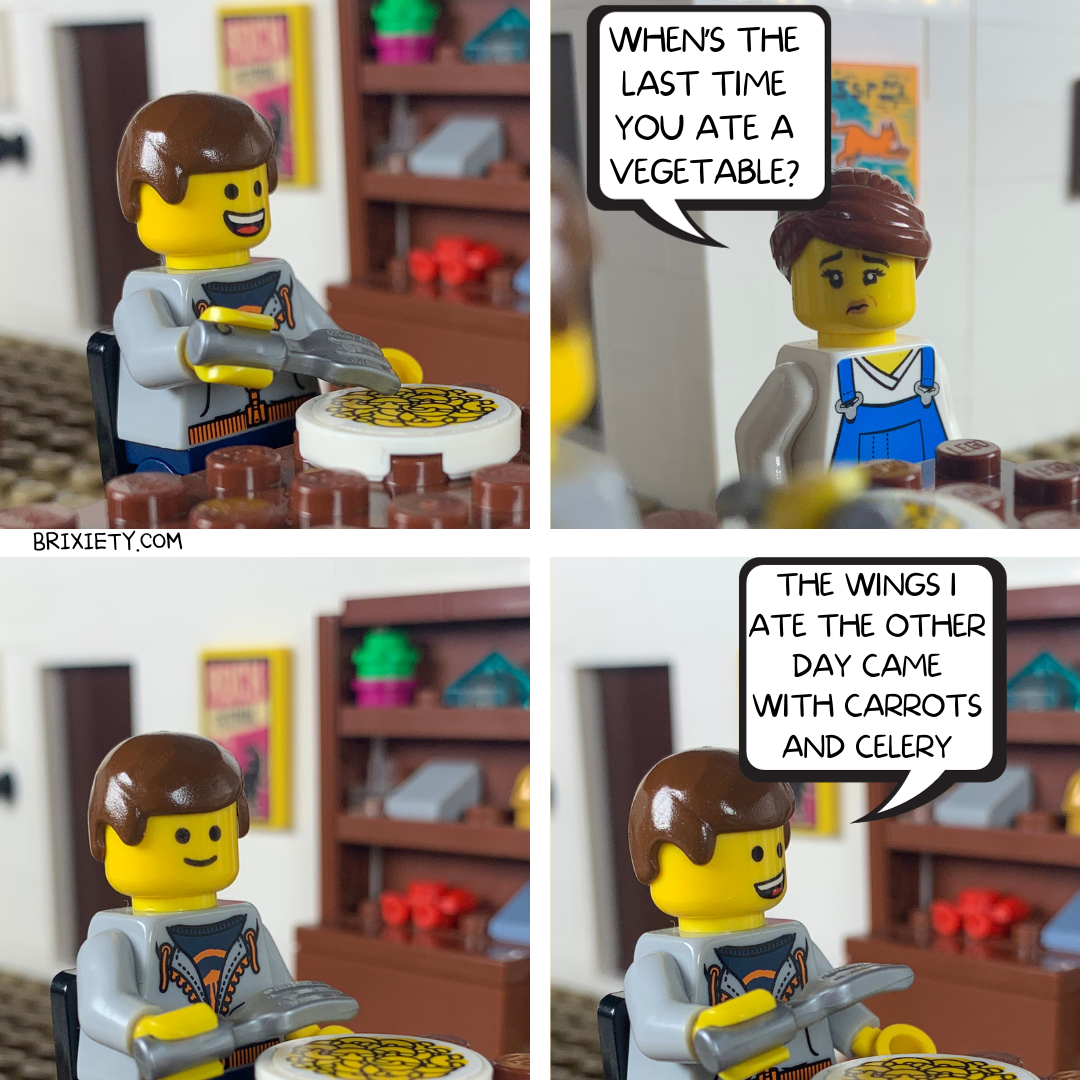 WHEN'S THE
LAST TIME
YOU ATE A
VEGETABLE?
BRIXIETY.COM
THE WINGS I
ATE THE OTHER
DAY CAME
WITH CARROTS
AND CELERY